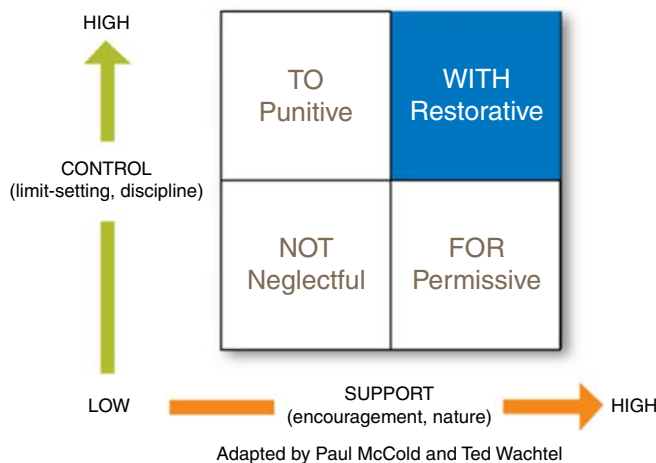 HIGH
TO
Punitive
WITH
Restorative
CONTROL
(limit-setting, discipline)
NOT
Neglectful
FOR
Permissive
LOW
SUPPORT
(encouragement, nature)
HIGH
Adapted by Paul McCold and Ted Wachtel